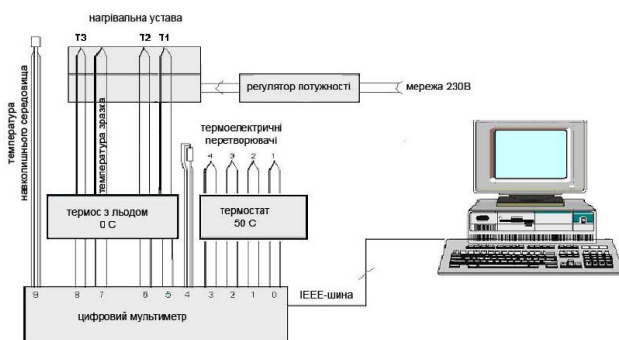 нагрівальна устава
T3
T2
T1
температура
навколишнього середовища
температура зразка
регулятор потужності
мережа 230В
термоелектричні
перетворювачі
4
3
2
1
термос з льодом
0 С
термостат
50 С
9
8
7
6
5
4
3
2
1
0
IEEE-шина
цифровий мультиметр